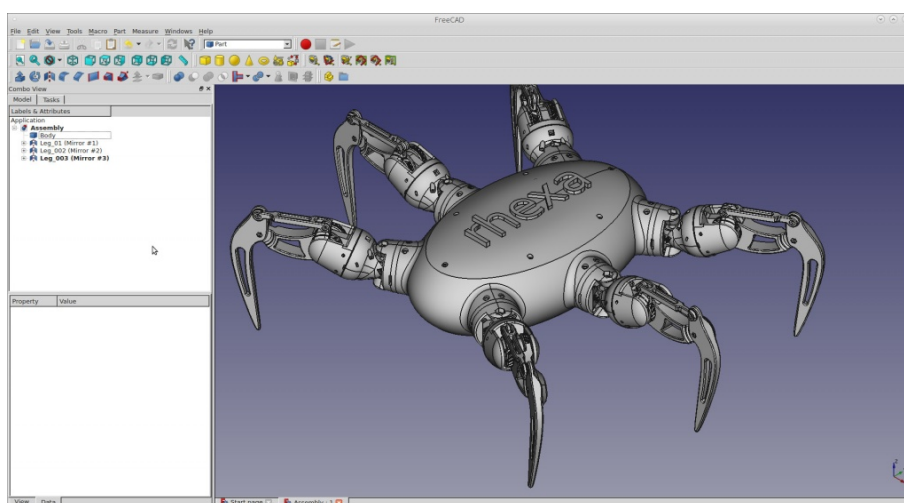 FreeCAD
File Edit View Tools Macro Part Measure Windows Help
Part
Combo View
Model Tasks
Labels & Attributes
Application
Assembly
Body
Leg_01 (Mirror #1)
Leg_002 (Mirror #2)
Leg_003 (Mirror #3)
rhexa
Property Value
View Data
Start page
Assembly : 1